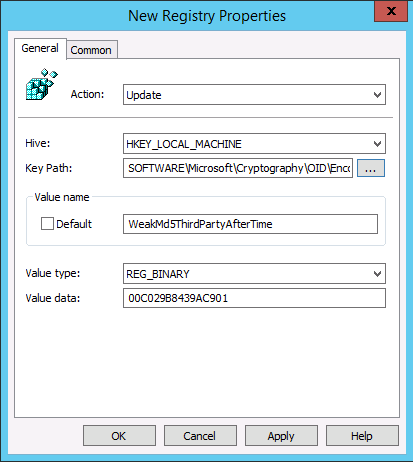 New Registry Properties
x
General Common
Action: Update
Hive: HKEY_LOCAL_MACHINE
Key Path: SOFTWARE\Microsoft\Cryptography\OID\Enco ...
Value name
Default WeakMd5ThirdPartyAfterTime
Value type: REG_BINARY
Value data: 00C029B8439AC901
OK Cancel Apply Help